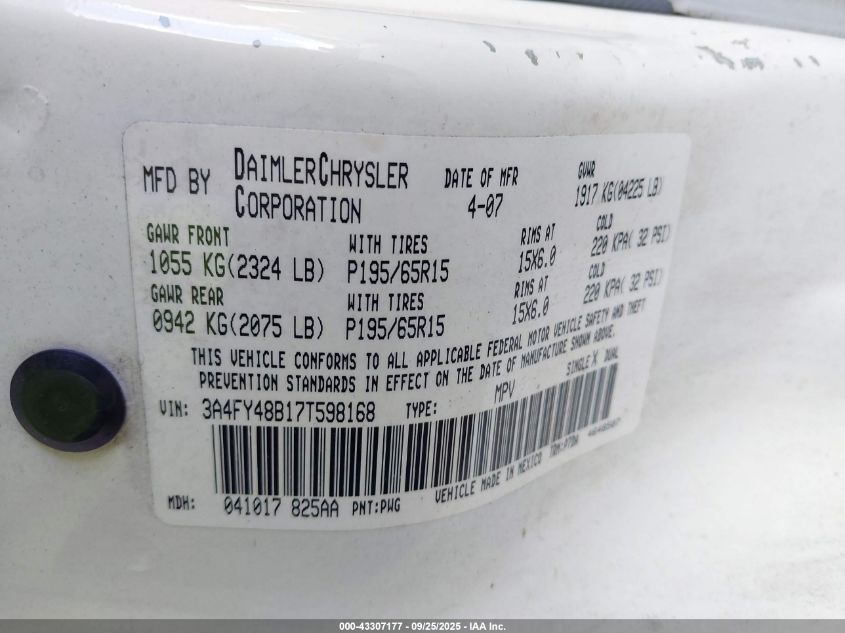 MFD BY DAIMLERCHRYSLER CORPORATION DATE OF MFR 4-07 GVWR 1917 KG(04225 LB)
GAWR FRONT WITH TIRES RIMS AT COLD
1055 KG(2324 LB) P195/65R15 15X6.0 220 KPA( 32 PSI)
GAWR REAR WITH TIRES RIMS AT COLD
0942 KG(2075 LB) P195/65R15 15X6.0 220 KPA( 32 PSI)
THIS VEHICLE CONFORMS TO ALL APPLICABLE FEDERAL MOTOR VEHICLE SAFETY AND THEFT
PREVENTION STANDARDS IN EFFECT ON THE DATE OF MANUFACTURE SHOWN ABOVE.
VIN: 3A4FY48B17T598168 TYPE: MPV SINGLE X DUAL
MDH: 041017 825AA PNT:PWG VEHICLE MADE IN MEXICO TRM:P7DA
000-43307177 - 09/25/2025 - IAA Inc.